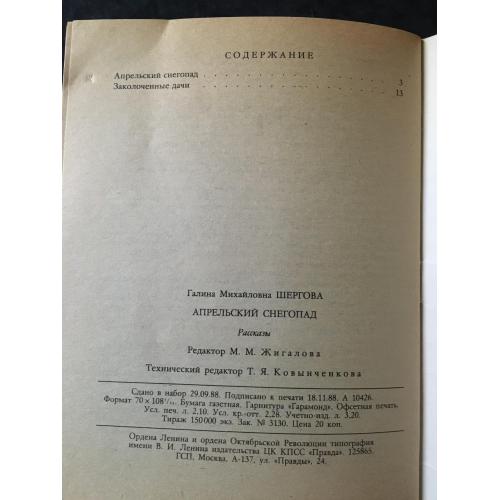 СОДЕРЖАНИЕ
Апрельский снегопад . . . . . . . . . . . . . . 3
Заколоченные дачи . . . . . . . . . . . . . . 13
Галина Михайловна ШЕРГОВА
АПРЕЛЬСКИЙ СНЕГОПАД
Рассказы
Редактор М. М. Жигалова
Технический редактор Т. Я. Ковынченкова
Сдано в набор 29.09.88. Подписано к печати 18.11.88. А 10426.
Формат 70 × 108¹/₃₂. Бумага газетная. Гарнитура «Гарамонд». Офсетная печать.
Усл. печ. л. 2,10. Усл. кр.-отт. 2,28. Учетно-изд. л. 3,20.
Тираж 150 000 экз. Зак. № 3130. Цена 20 коп.
Ордена Ленина и ордена Октябрьской Революции типография
имени В. И. Ленина издательства ЦК КПСС «Правда». 125865.
ГСП, Москва, А-137, ул. «Правды», 24.